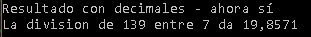 Resultado con decimales - ahora sí
La division de 139 entre 7 da 19,8571